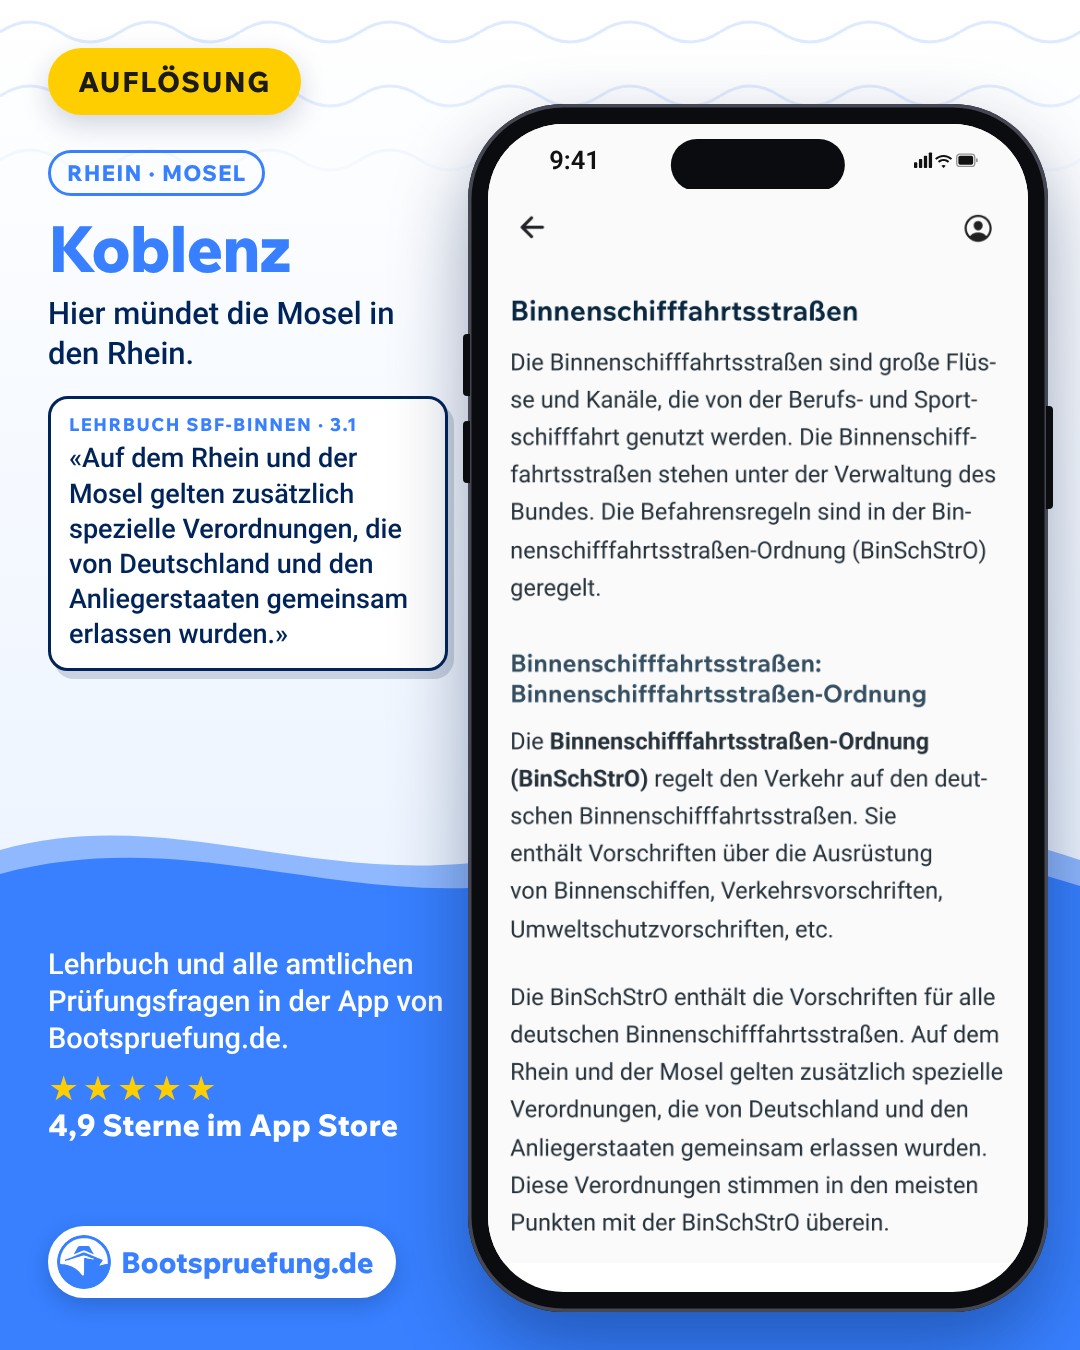 AUFLÖSUNG
RHEIN · MOSEL
Koblenz
Hier mündet die Mosel in
den Rhein.
LEHRBUCH SBF-BINNEN · 3.1
«Auf dem Rhein und der
Mosel gelten zusätzlich
spezielle Verordnungen, die
von Deutschland und den
Anliegerstaaten gemeinsam
erlassen wurden.»
Lehrbuch und alle amtlichen
Prüfungsfragen in der App von
Bootspruefung.de.
★★★★★
4,9 Sterne im App Store
Bootspruefung.de
9:41
Binnenschifffahrtsstraßen
Die Binnenschifffahrtsstraßen sind große Flüs-
se und Kanäle, die von der Berufs- und Sport-
schifffahrt genutzt werden. Die Binnenschiff-
fahrtsstraßen stehen unter der Verwaltung des
Bundes. Die Befahrensregeln sind in der Bin-
nenschifffahrtsstraßen-Ordnung (BinSchStrO)
geregelt.
Binnenschifffahrtsstraßen:
Binnenschifffahrtsstraßen-Ordnung
Die Binnenschifffahrtsstraßen-Ordnung
(BinSchStrO) regelt den Verkehr auf den deut-
schen Binnenschifffahrtsstraßen. Sie
enthält Vorschriften über die Ausrüstung
von Binnenschiffen, Verkehrsvorschriften,
Umweltschutzvorschriften, etc.
Die BinSchStrO enthält die Vorschriften für alle
deutschen Binnenschifffahrtsstraßen. Auf dem
Rhein und der Mosel gelten zusätzlich spezielle
Verordnungen, die von Deutschland und den
Anliegerstaaten gemeinsam erlassen wurden.
Diese Verordnungen stimmen in den meisten
Punkten mit der BinSchStrO überein.